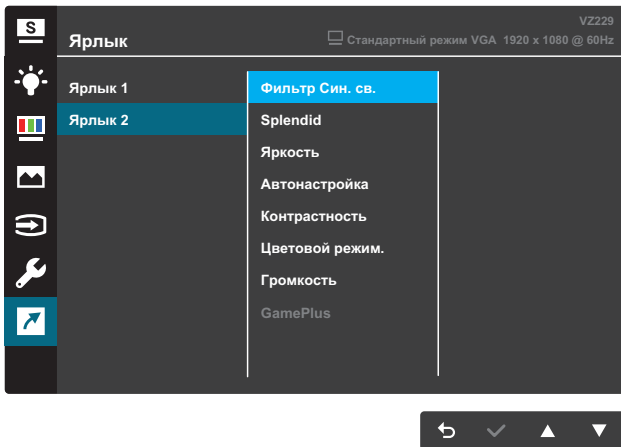 S
VZ229
Ярлык
Стандартный режим VGA 1920 x 1080 @ 60Hz
Ярлык 1
Ярлык 2
Фильтр Син. св.
Splendid
Яркость
Автонастройка
Контрастность
Цветовой режим.
Громкость
GamePlus